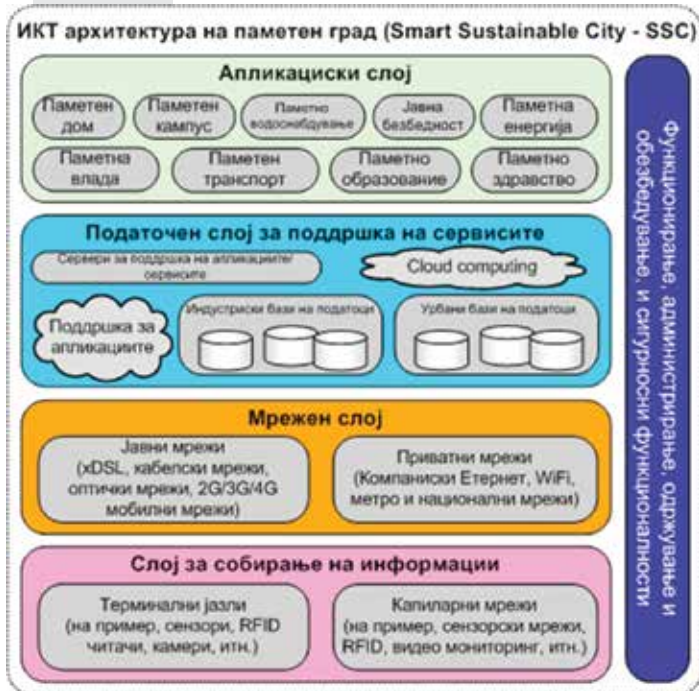 ИКТ архитектура на паметен град (Smart Sustainable City - SSC)
Апликациски слој
Паметен
дом
Паметен
кампус
Паметно
водоснабдување
Јавна
безбедност
Паметна
енергија
Паметна
влада
Паметен
транспорт
Паметно
образование
Паметно
здравство
Податочен слој за поддршка на сервисите
Сервери за поддршка на апликациите/
сервисите
Cloud computing
Поддршка за
апликациите
Индустриски бази на податоци
Урбани бази на податоци
Мрежен слој
Јавни мрежи
(xDSL, кабелски мрежи,
оптички мрежи, 2G/3G/4G
мобилни мрежи)
Приватни мрежи
(Компаниски Етернет, WiFi,
метро и национални мрежи)
Слој за собирање на информации
Терминални јазли
(на пример, сензори, RFID
читачи, камери, итн.)
Капиларни мрежи
(на пример, сензорски мрежи,
RFID, видео мониторинг, итн.)
Функционирање, администрирање, одржување и
обезбедување, и сигурносни функционалности